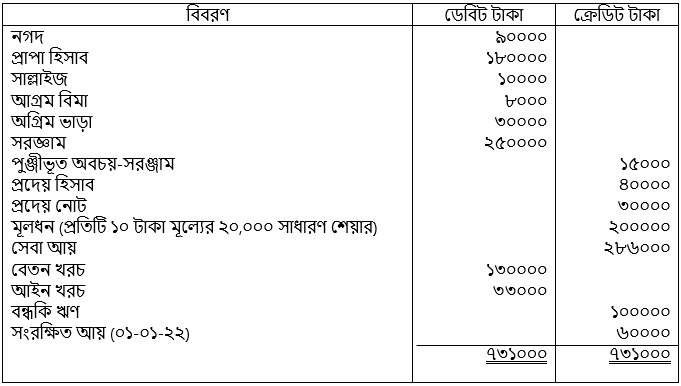 বিবরণ ডেবিট টাকা ক্রেডিট টাকা
নগদ ৯০০০০
প্রাপ্য হিসাব ১৮০০০০
সাল্লাইজ ১০০০০
আগ্রম বিমা ৮০০০
অগ্রিম ভাড়া ৩০০০০
সরজ্ঞাম ২৫০০০০
পুঞ্জীভূত অবচয়-সরঞ্জাম ১৫০০০
প্রদেয় হিসাব ৪০০০০
প্রদেয় নোট ৩০০০০
মূলধন (প্রতিটি ১০ টাকা মূল্যের ২০,০০০ সাধারণ শেয়ার) ২০০০০০
সেবা আয় ২৮৬০০০
বেতন খরচ ১৩০০০০
আইন খরচ ৩৩০০০
বন্ধকি ঋণ ১০০০০০
সংরক্ষিত আয় (০১-০১-২২) ৬০০০০
৭৩১০০০ ৭৩১০০০